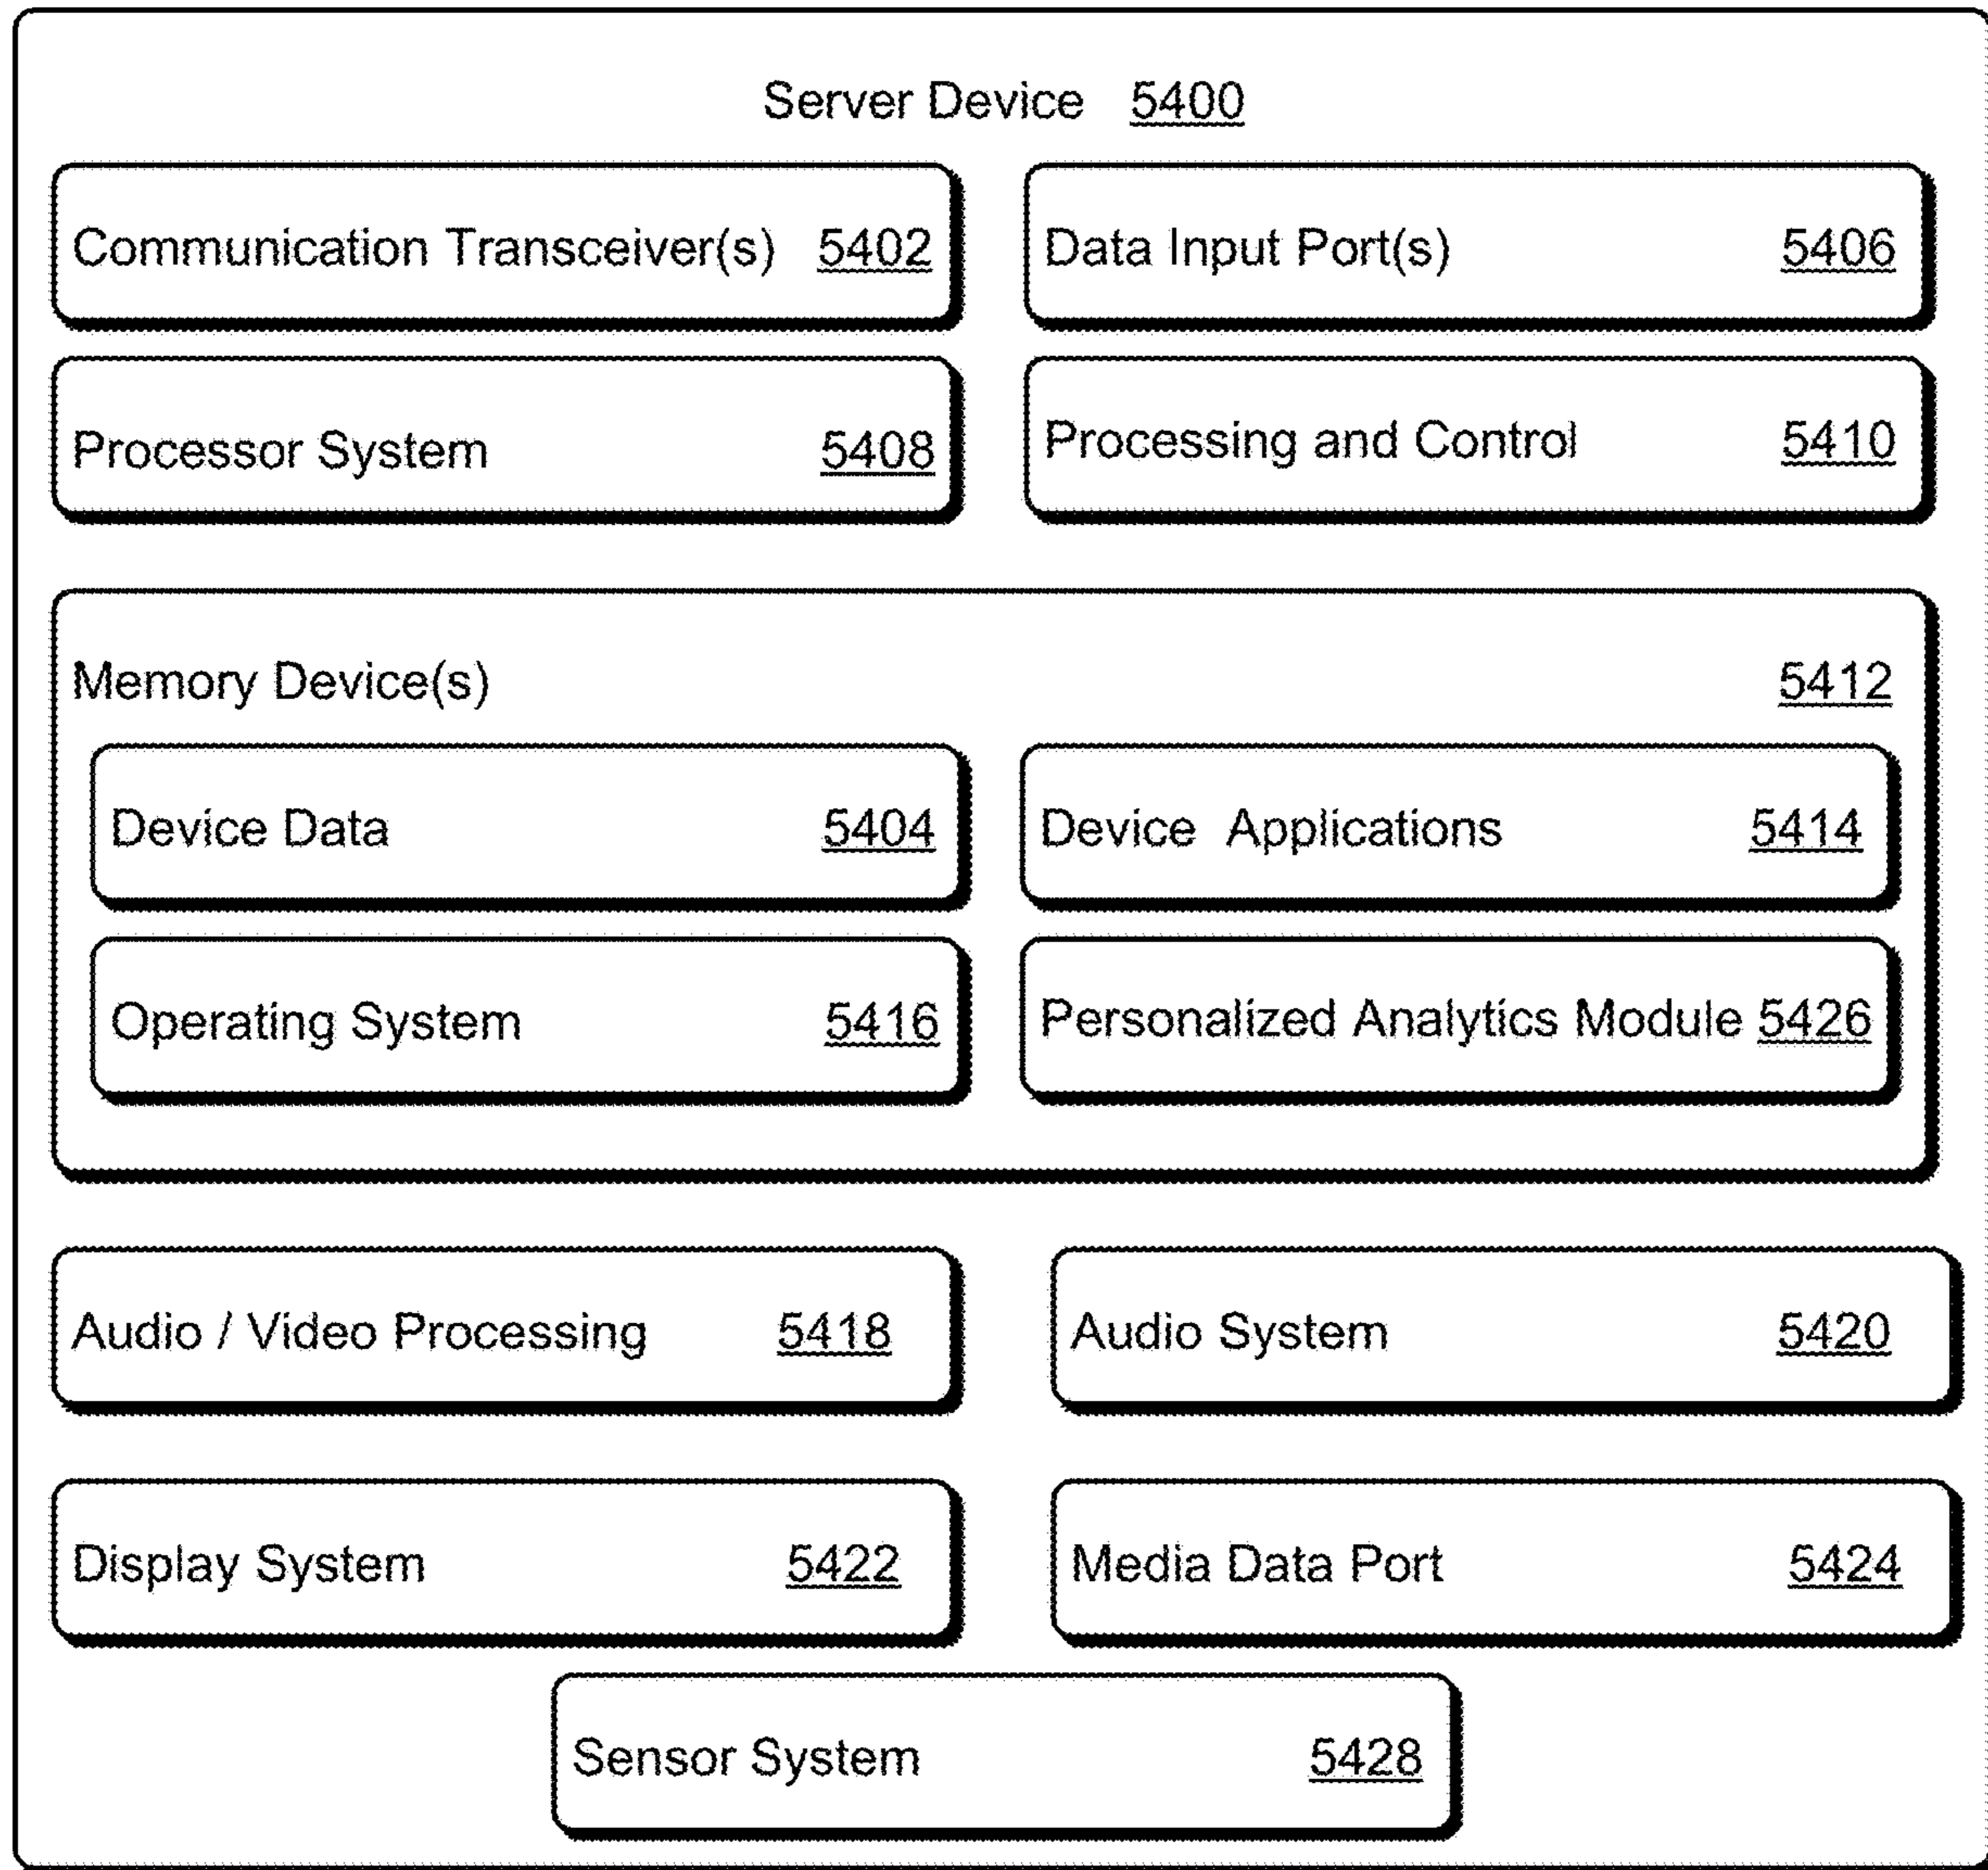 Server Device 5400
Communication Transceiver(s) 5402
Data Input Port(s) 5406
Processor System 5408
Processing and Control 5410
Memory Device(s) 5412
Device Data 5404
Device Applications 5414
Operating System 5416
Personalized Analytics Module 5426
Audio / Video Processing 5418
Audio System 5420
Display System 5422
Media Data Port 5424
Sensor System 5428